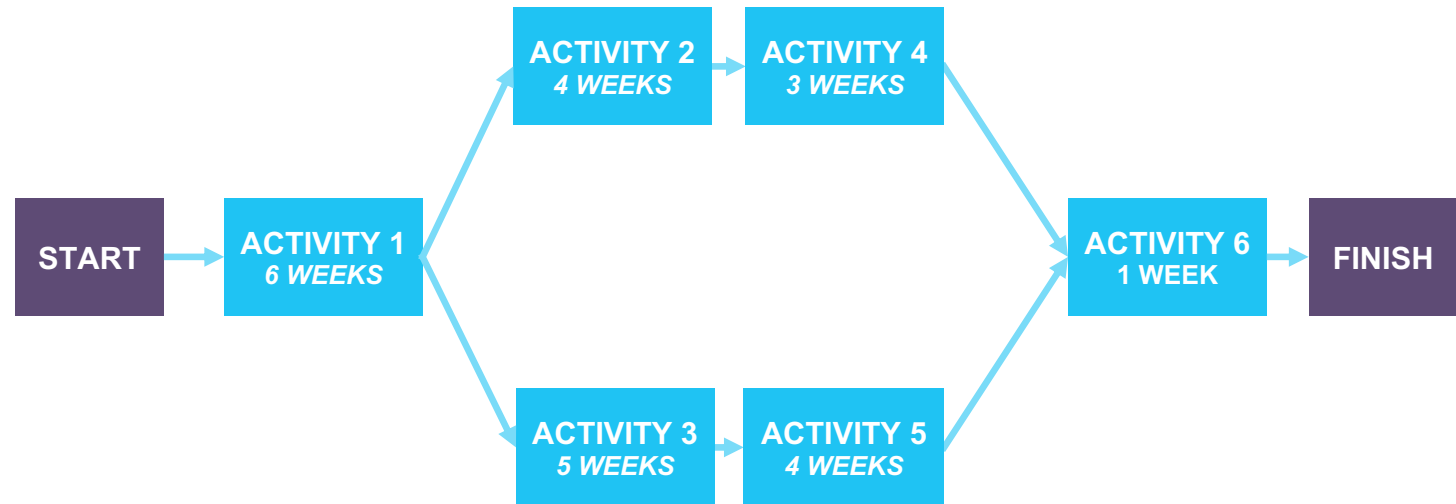 START
ACTIVITY 1
6 WEEKS
ACTIVITY 2
4 WEEKS
ACTIVITY 4
3 WEEKS
ACTIVITY 3
5 WEEKS
ACTIVITY 5
4 WEEKS
ACTIVITY 6
1 WEEK
FINISH